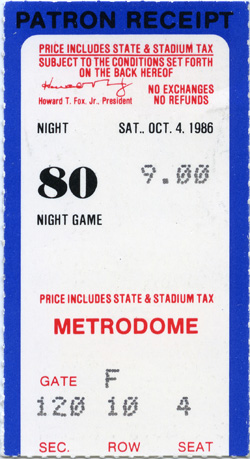 PATRON RECEIPT
PRICE INCLUDES STATE & STADIUM TAX
SUBJECT TO THE CONDITIONS SET FORTH
ON THE BACK HEREOF
Howard T. Fox, Jr., President
NO EXCHANGES
NO REFUNDS
NIGHT SAT.. OCT. 4. 1986
80 9.00
NIGHT GAME
PRICE INCLUDES STATE & STADIUM TAX
METRODOME
GATE F
120 10 4
SEC. ROW SEAT